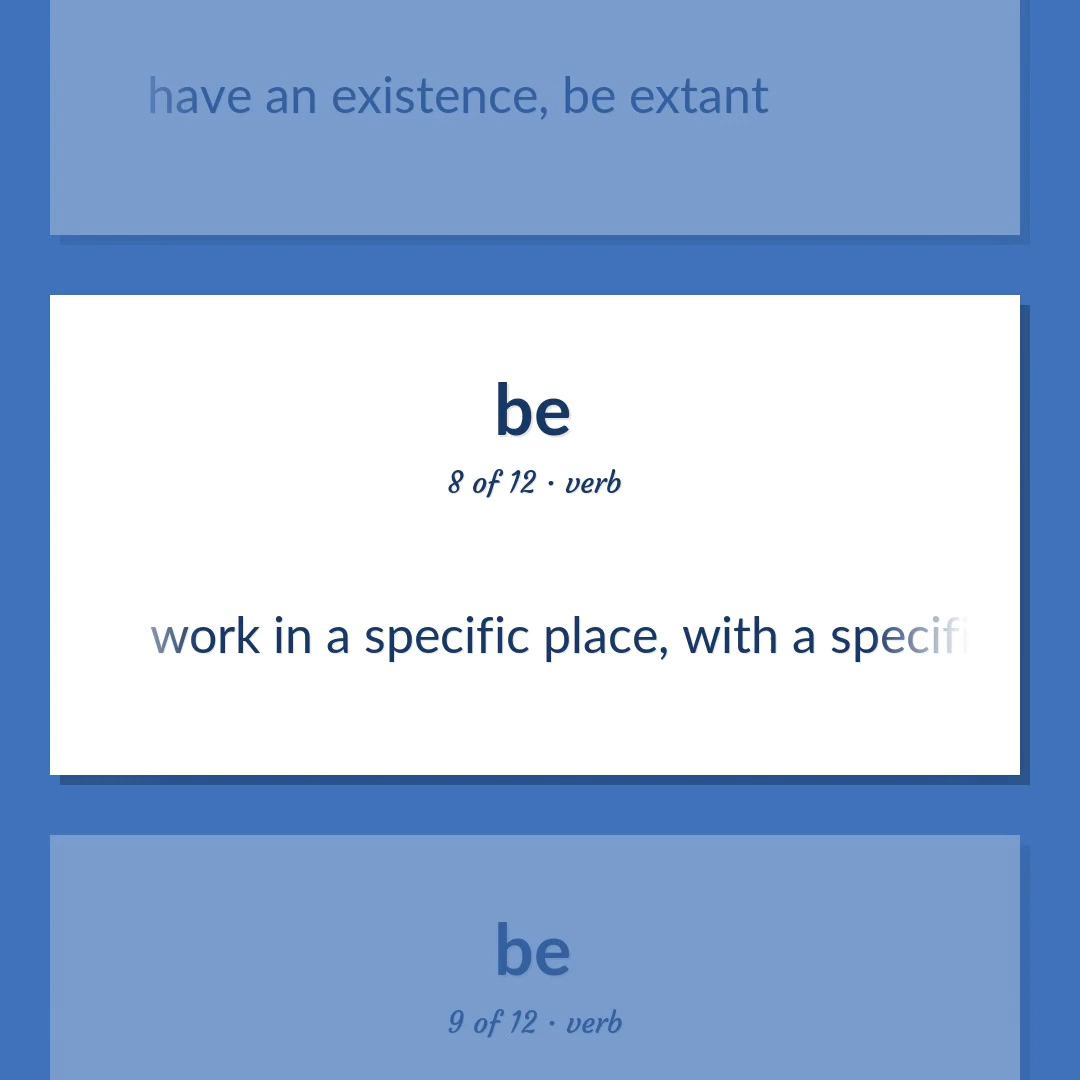 have an existence, be extant
be
8 of 12 · verb
work in a specific place, with a
be
9 of 12 · verb